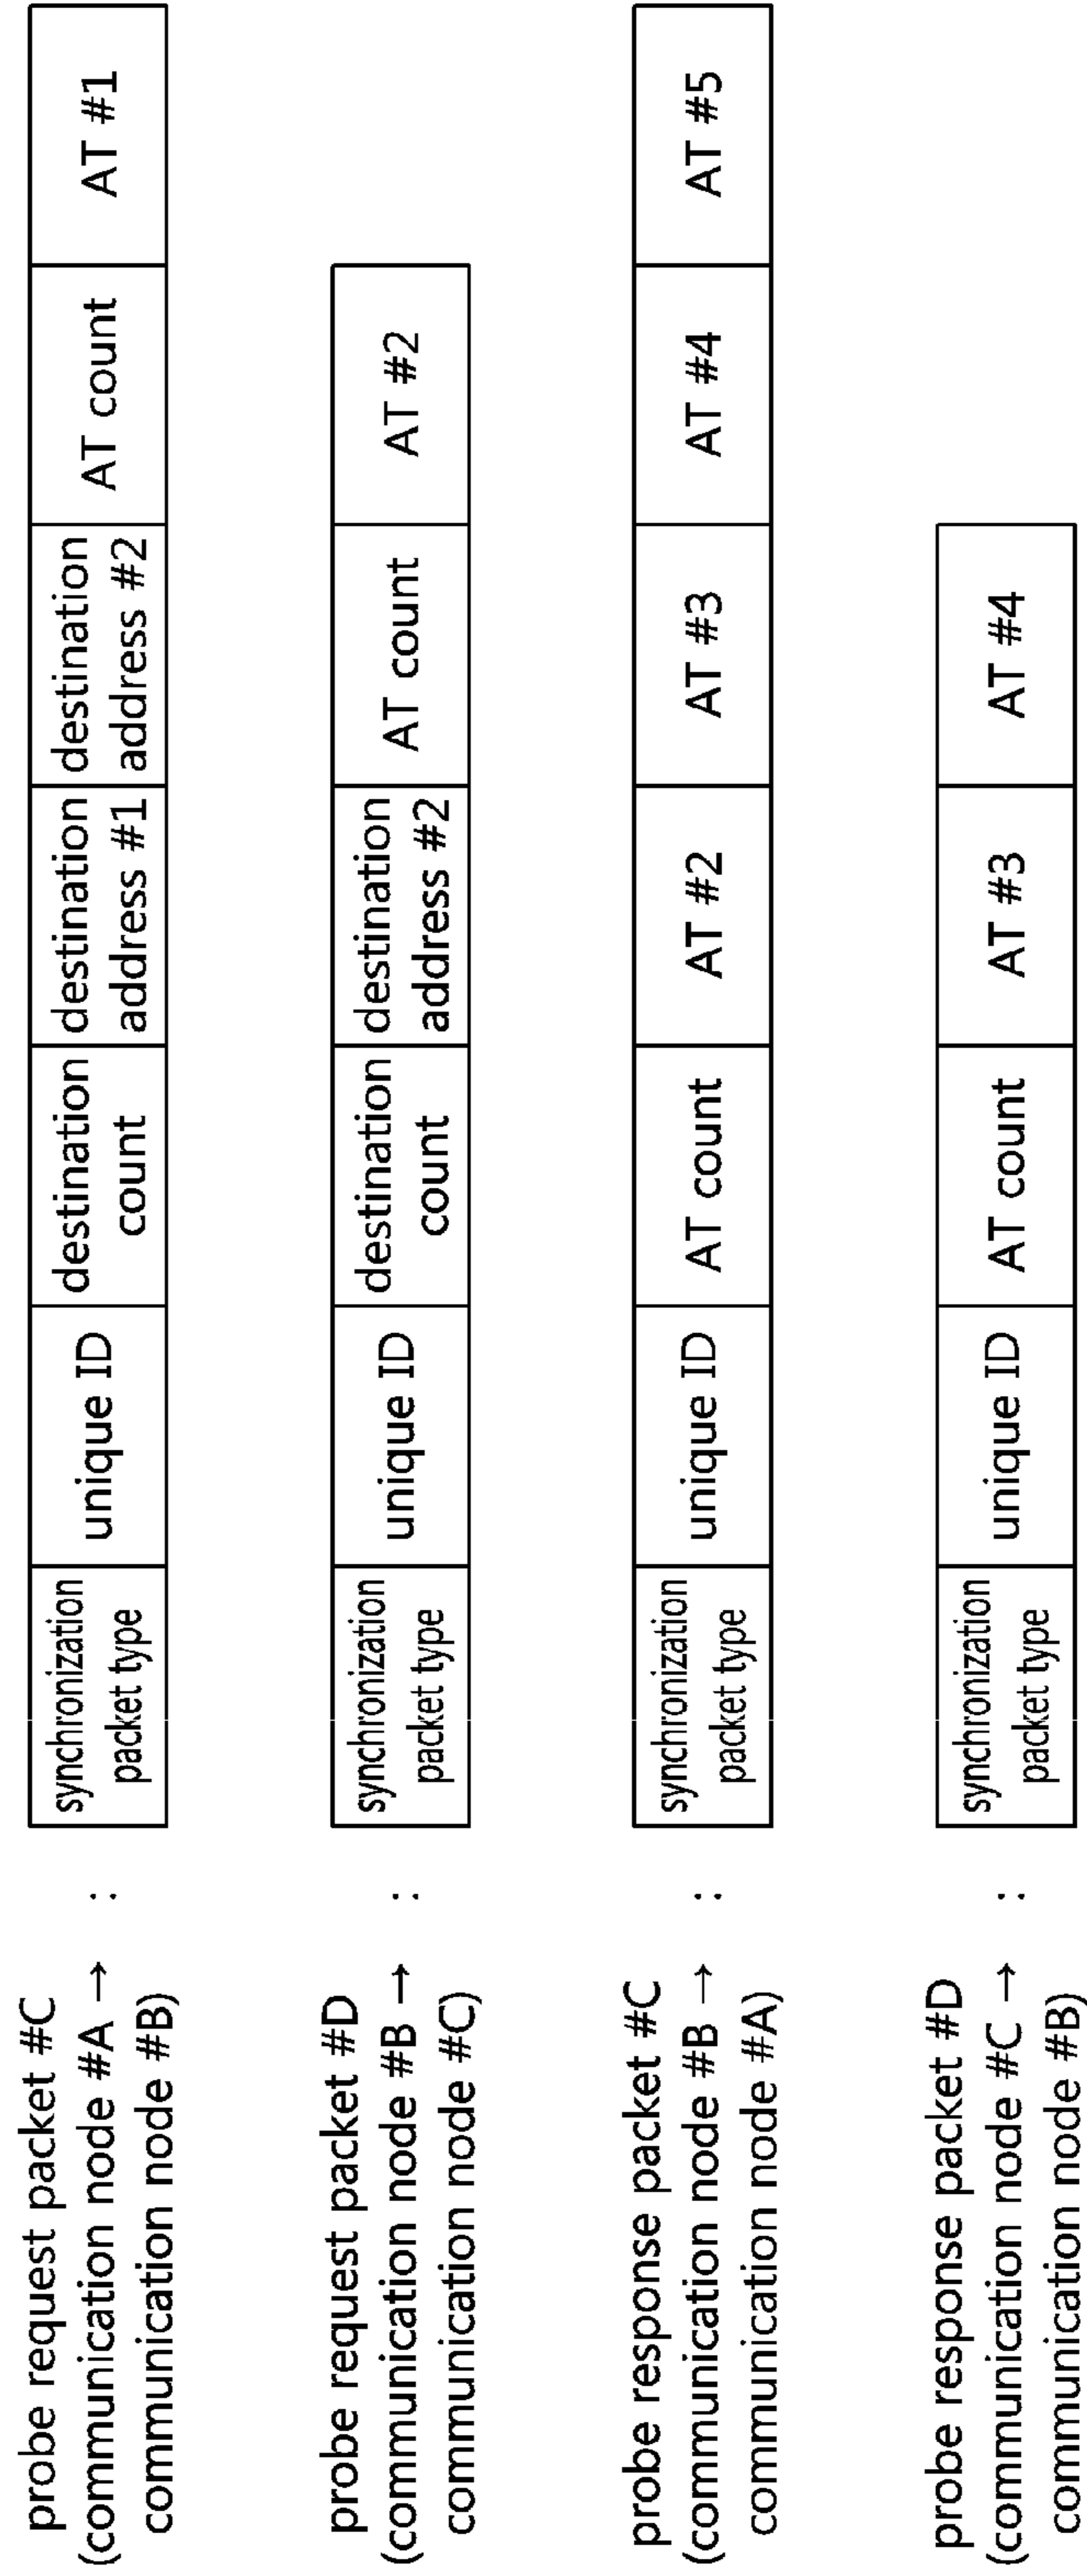 probe request packet #C
(communication node #A →
communication node #B)
:
synchronization
packet type
unique ID
destination
count
destination
address #1
destination
address #2
AT count
AT #1
probe request packet #D
(communication node #B →
communication node #C)
:
synchronization
packet type
unique ID
destination
count
destination
address #2
AT count
AT #2
probe response packet #C
(communication node #B →
communication node #A)
:
synchronization
packet type
unique ID
AT count
AT #2
AT #3
AT #4
AT #5
probe response packet #D
(communication node #C →
communication node #B)
:
synchronization
packet type
unique ID
AT count
AT #3
AT #4